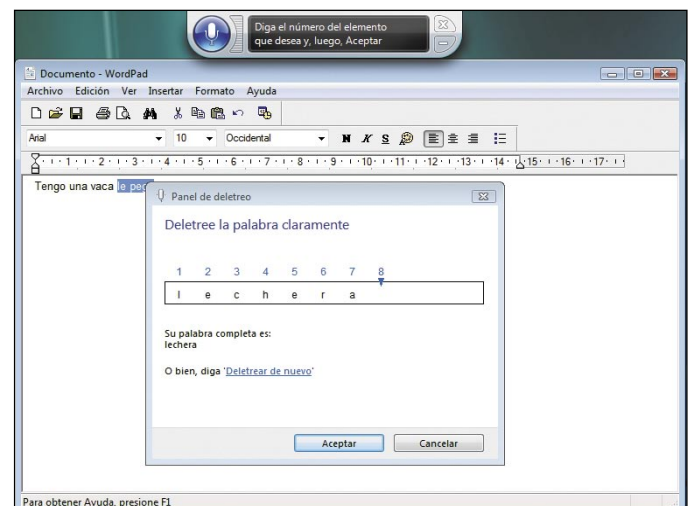 Diga el número del elemento
que desea y, luego, Aceptar
Documento - WordPad
Archivo Edición Ver Insertar Formato Ayuda
Arial 10 Occidental N K S
1 2 3 4 5 6 7 8 9 10 11 12 13 14 15 16 17
Tengo una vaca le
Panel de deletreo
Deletree la palabra claramente
1 2 3 4 5 6 7 8
l e c h e r a
Su palabra completa es:
lechera
O bien, diga 'Deletrear de nuevo'
Aceptar Cancelar
Para obtener Ayuda, presione F1